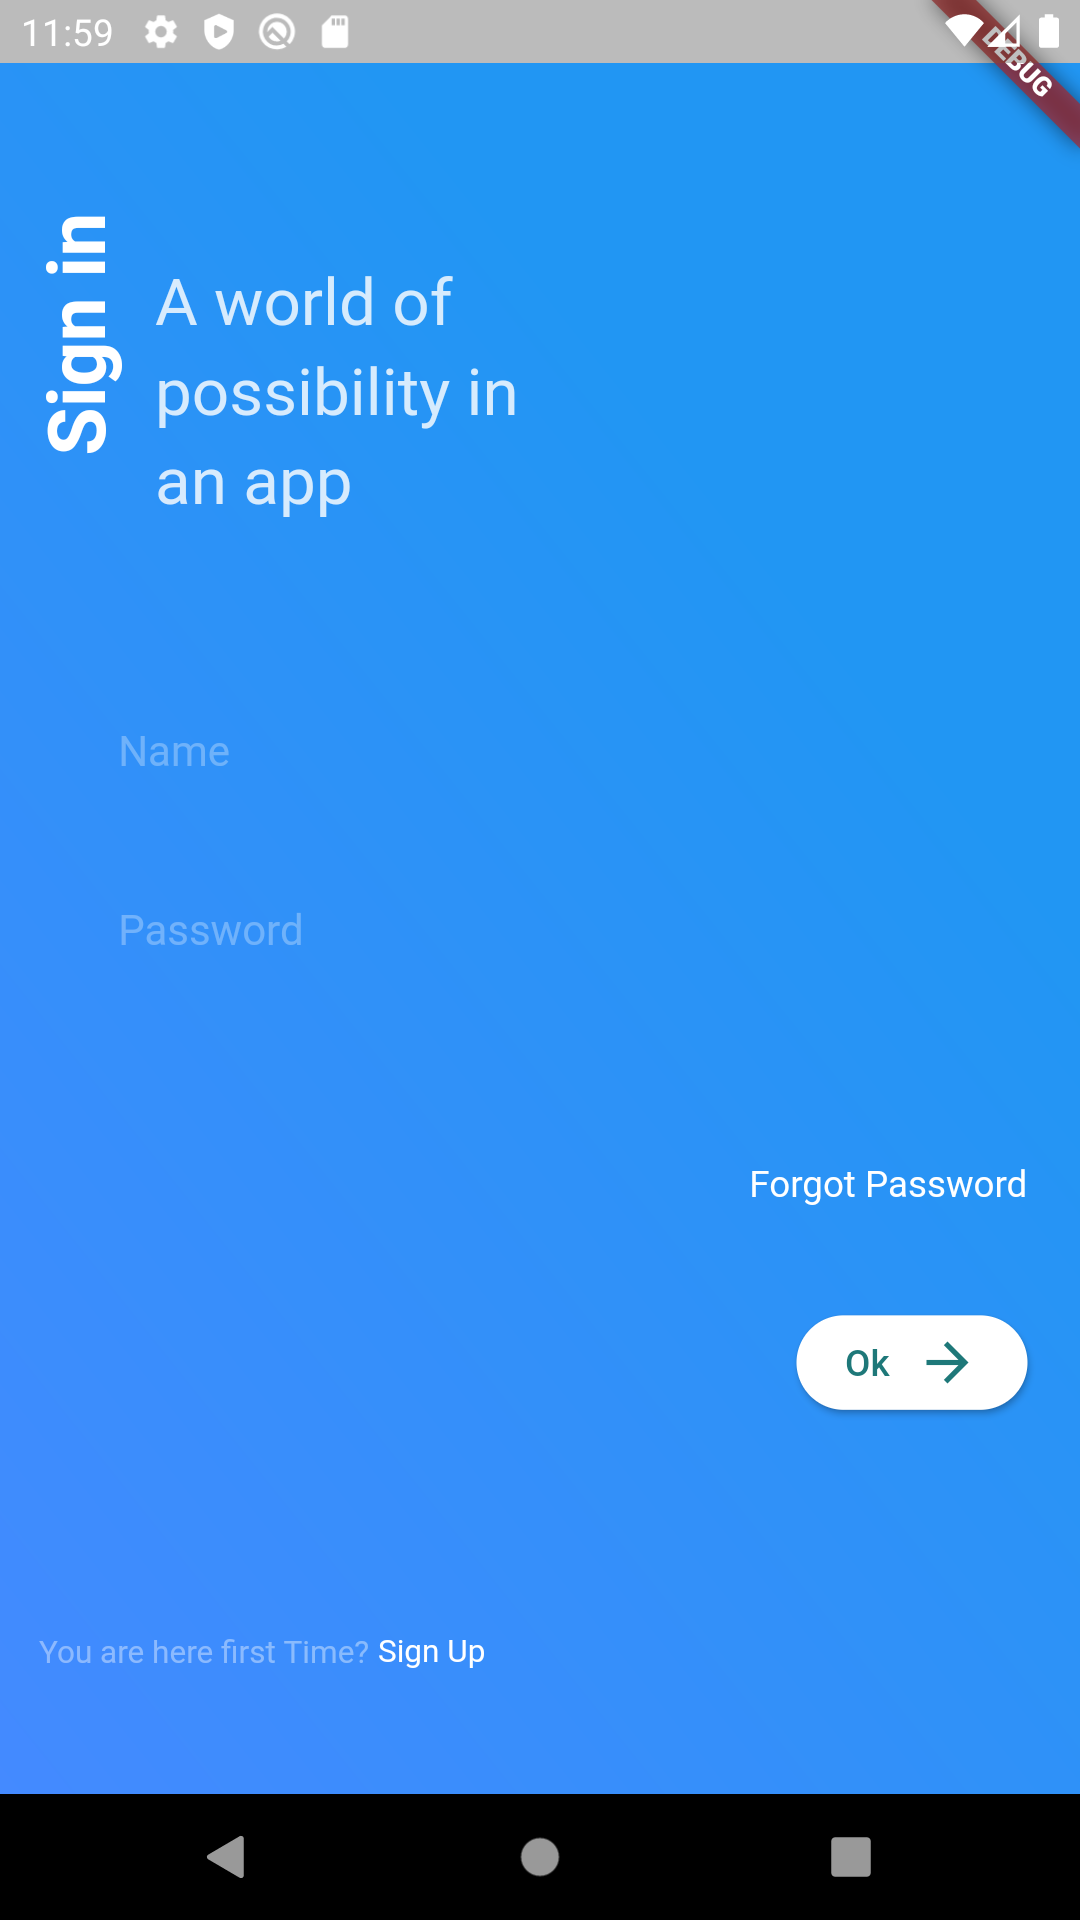 11:59
DEBUG
Sign in
A world of
possibility in
an app
Name
Password
Forgot Password
Ok
You are here first Time? Sign Up